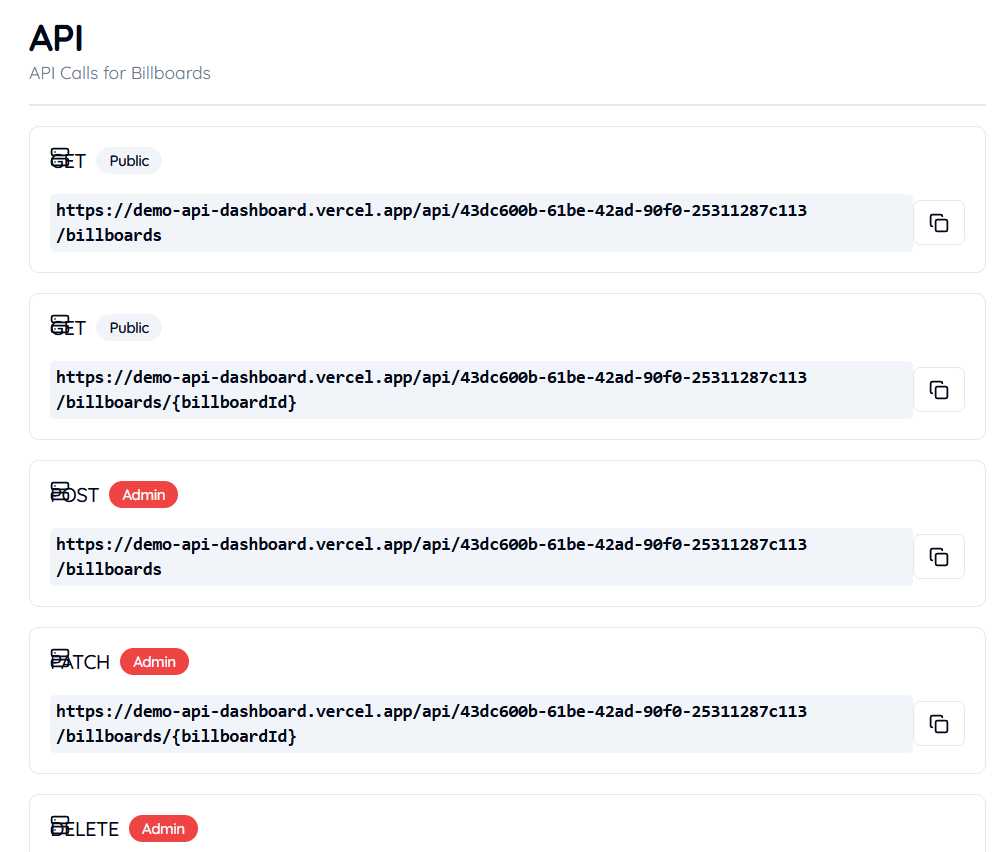 API
API Calls for Billboards
GET Public
https://demo-api-dashboard.vercel.app/api/43dc600b-61be-42ad-90f0-25311287c113
/billboards
GET Public
https://demo-api-dashboard.vercel.app/api/43dc600b-61be-42ad-90f0-25311287c113
/billboards/{billboardId}
POST Admin
https://demo-api-dashboard.vercel.app/api/43dc600b-61be-42ad-90f0-25311287c113
/billboards
PATCH Admin
https://demo-api-dashboard.vercel.app/api/43dc600b-61be-42ad-90f0-25311287c113
/billboards/{billboardId}
DELETE Admin